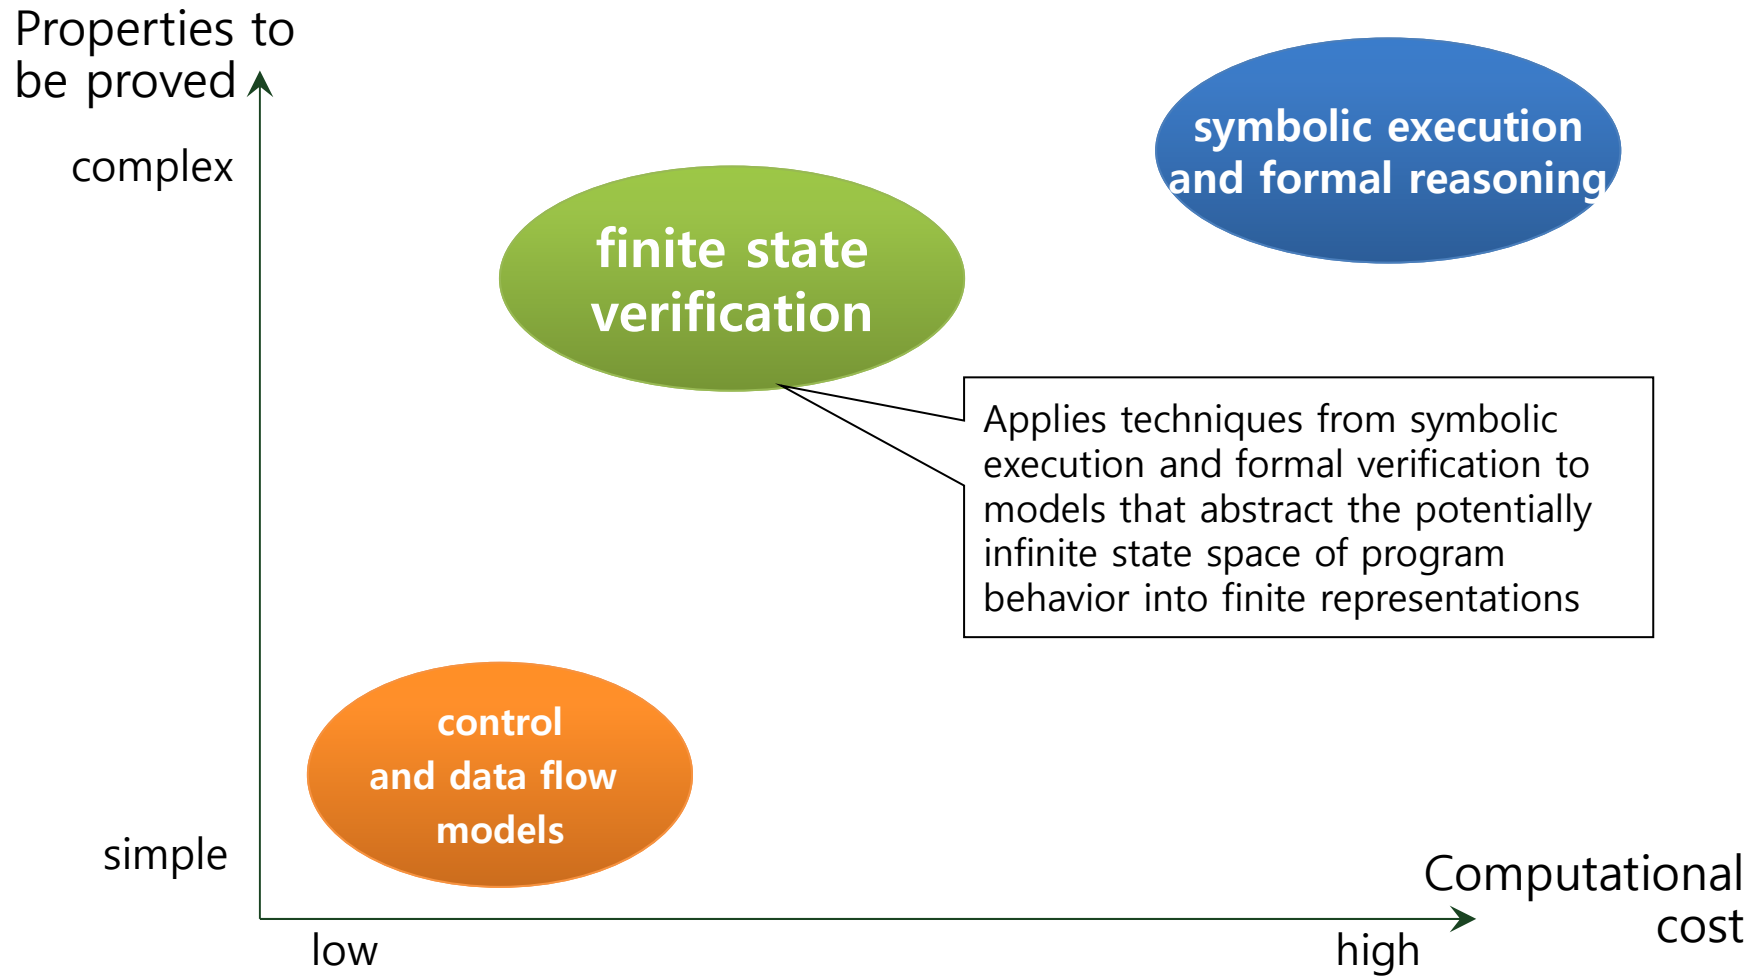 Properties to
be proved
complex
symbolic execution
and formal reasoning
finite state
verification
Applies techniques from symbolic
execution and formal verification to
models that abstract the potentially
infinite state space of program
behavior into finite representations
control
and data flow
models
simple
Computational
cost
low
high